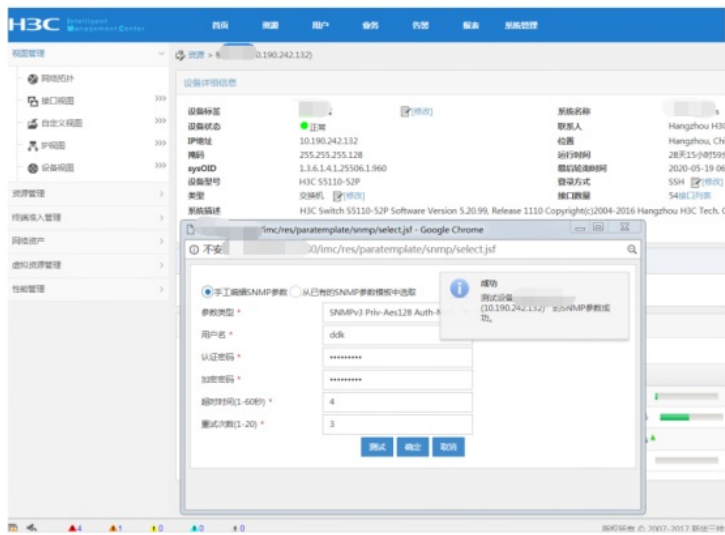 H3C Intelligent Management Center
首页 资源 用户 业务 告警 报表 系统管理
视图管理
资源 > 0.190.242.132)
网络拓扑
接口视图 >>>
自定义视图 >>>
IP视图 >>>
设备视图 >>>
资源管理
终端准入管理
网络资产
虚拟资源管理
性能管理
设备详细信息
设备标签 [修改] 系统名称 s
设备状态 正常 联系人 Hangzhou H3C
IP地址 10.190.242.132 位置 Hangzhou, Chi
掩码 255.255.255.128 运行时间 28天15小时59
sysOID 1.3.6.1.4.1.25506.1.960 最后轮询时间 2020-05-19 06
设备型号 H3C S5110-52P 登录方式 SSH [修改]
类型 交换机 [修改] 接口数量 54接口列表
系统描述 H3C Switch S5110-52P Software Version 5.20.99, Release 1110 Copyright(c)2004-2016 Hangzhou H3C Tech. C
/imc/res/paratemplate/snmp/select.jsf - Google Chrome
不安 0/imc/res/paratemplate/snmp/select.jsf
手工编辑SNMP参数 从已有的SNMP参数模板中选取
参数类型 * SNMPv3 Priv-Aes128 Auth-M
用户名 * ddk
认证密码 * •••••••••
加密密码 * •••••••••
超时时间(1-60秒) * 4
重试次数(1-20) * 3
测试 确定 取消
成功
测试设备
(10.190.242.132) 的SNMP参数成
功。
4 1 0 0 0
版权所有 © 2007-2017 新华三技